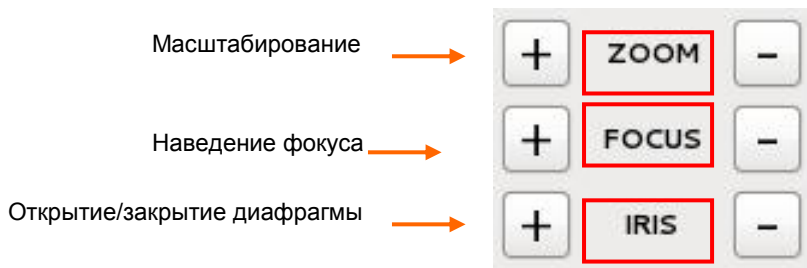 Масштабирование + ZOOM -
Наведение фокуса + FOCUS -
Открытие/закрытие диафрагмы + IRIS -